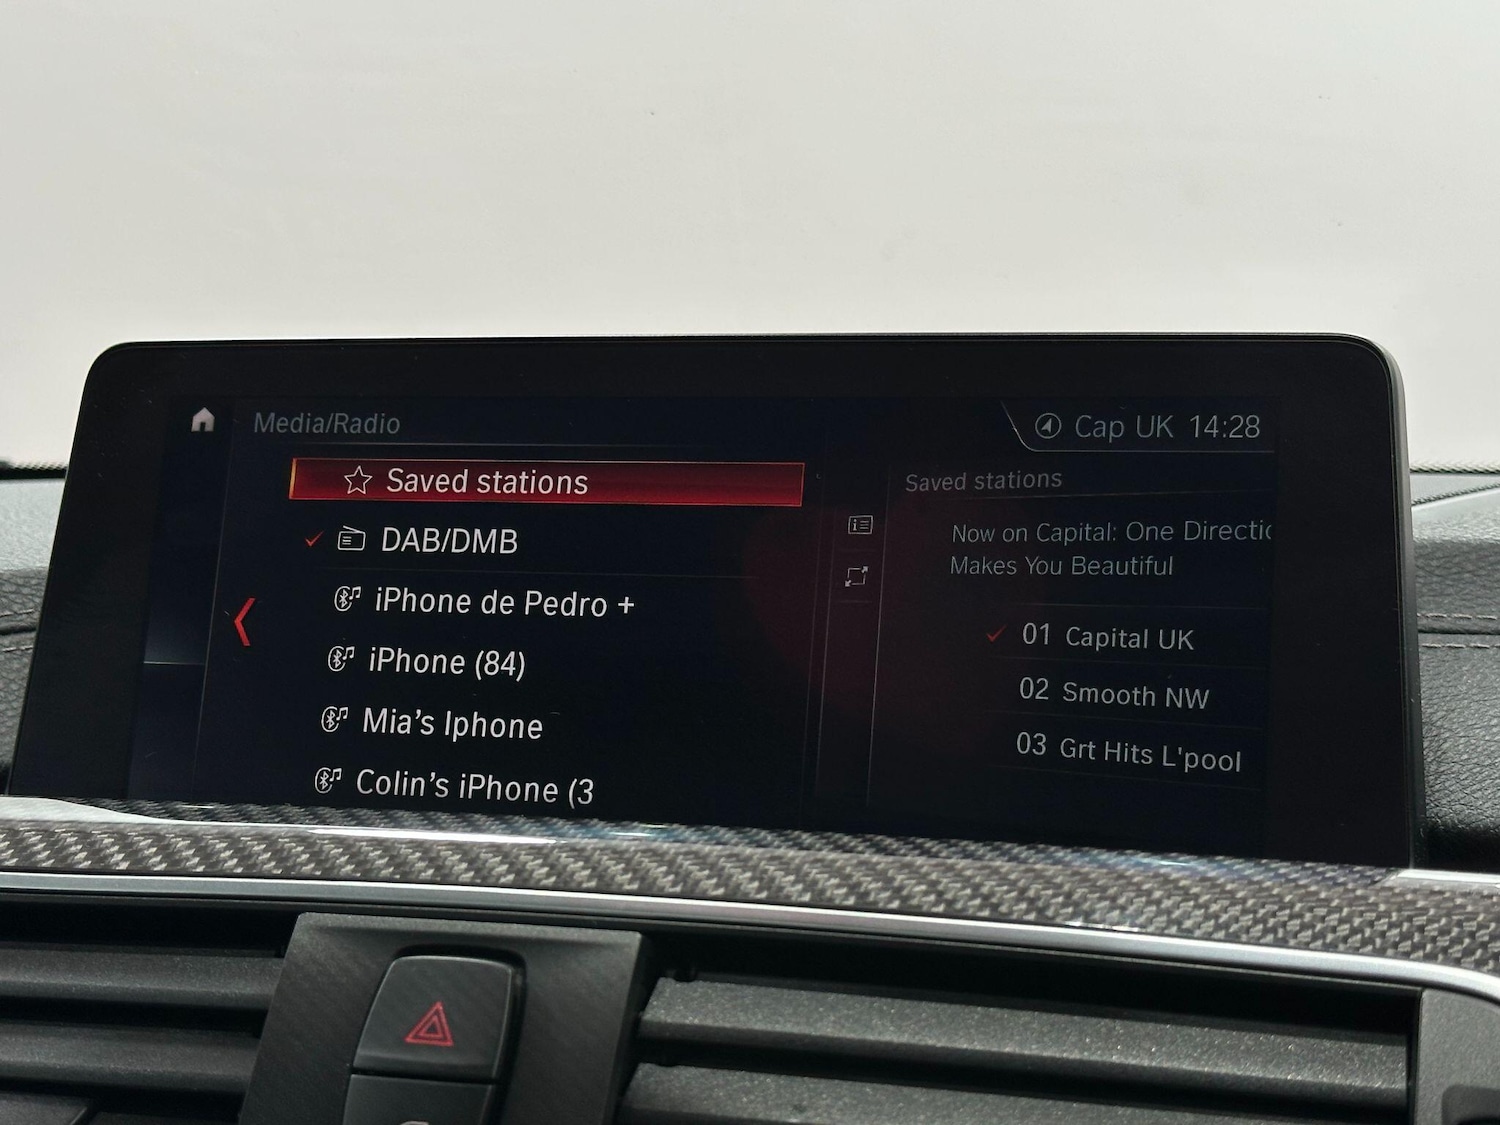 Media/Radio
Cap UK 14:28
Saved stations
DAB/DMB
iPhone de Pedro +
iPhone (84)
Mia's Iphone
Colin's iPhone (3
Saved stations
Now on Capital: One Directi
Makes You Beautiful
01 Capital UK
02 Smooth NW
03 Grt Hits L'pool